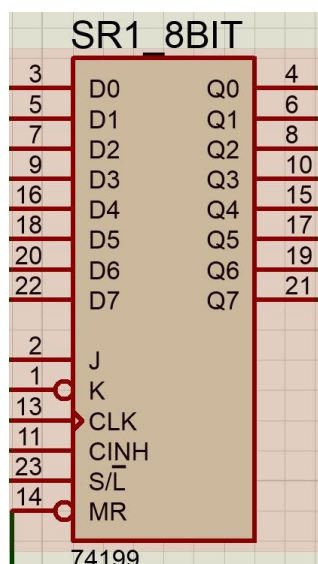 SR1_8BIT
3 D0 Q0 4
5 D1 Q1 6
7 D2 Q2 8
9 D3 Q3 10
16 D4 Q4 15
18 D5 Q5 17
20 D6 Q6 19
22 D7 Q7 21
2 J
1 K
13 CLK
11 CINH
23 S/L̅
14 MR
74199